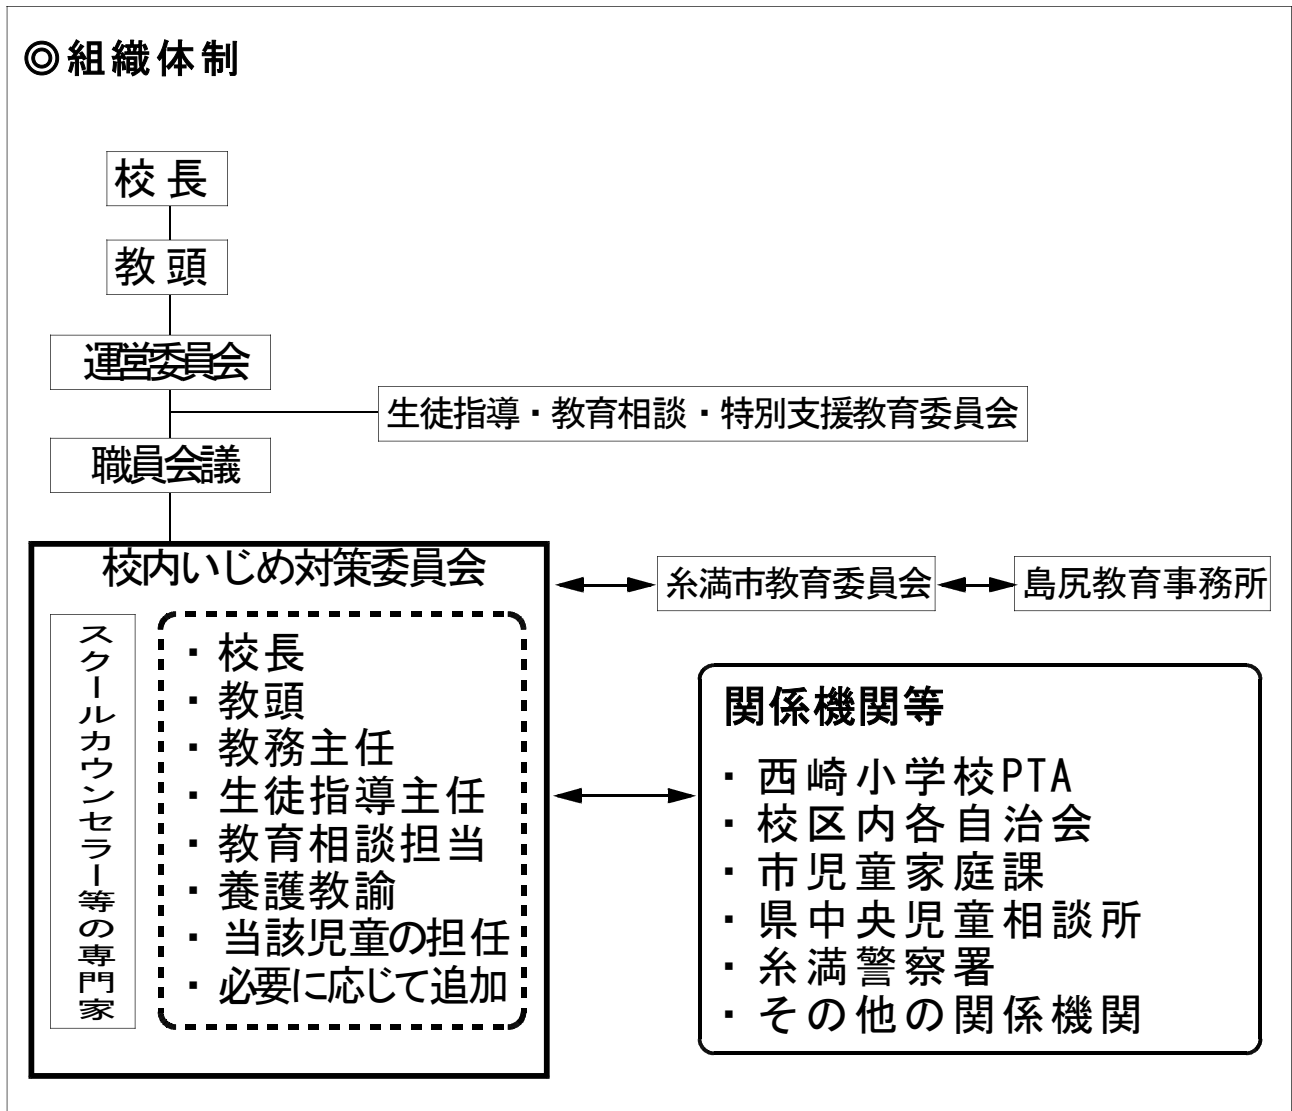 ◎組織体制
校長
教頭
運営委員会
生徒指導・教育相談・特別支援教育委員会
職員会議
校内いじめ対策委員会
スクールカウンセラー等の専門家
・校長
・教頭
・教務主任
・生徒指導主任
・教育相談担当
・養護教諭
・当該児童の担任
・必要に応じて追加
糸満市教育委員会
島尻教育事務所
関係機関等
・西崎小学校PTA
・校区内各自治会
・市児童家庭課
・県中央児童相談所
・糸満警察署
・その他の関係機関